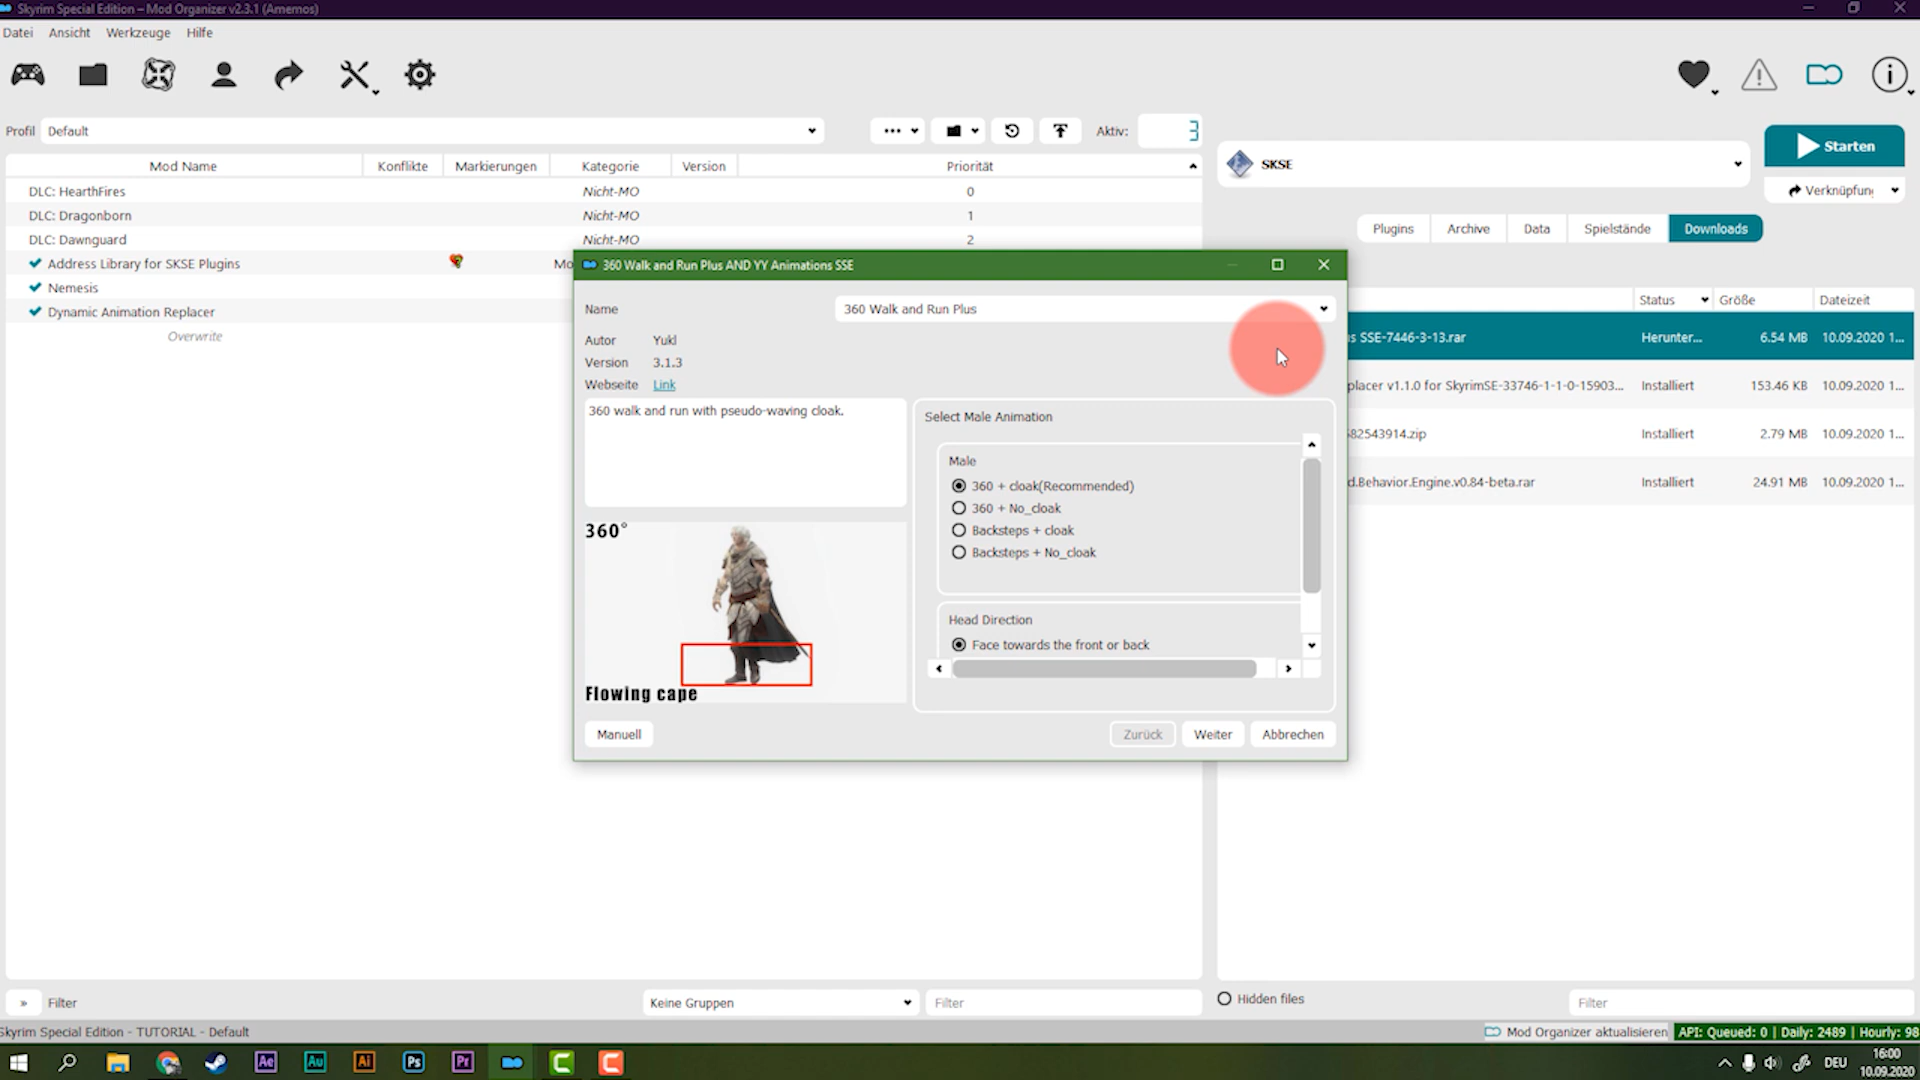 Skyrim Special Edition – Mod Organizer v2.3.1 (Amemos)
Datei Ansicht Werkzeuge Hilfe
Profil Default Aktiv: 3
Mod Name Konflikte Markierungen Kategorie Version Priorität
DLC: HearthFires Nicht-MO 0
DLC: Dragonborn Nicht-MO 1
DLC: Dawnguard Nicht-MO 2
Address Library for SKSE Plugins Mo
Nemesis
Dynamic Animation Replacer
Overwrite
SKSE
Starten
Verknüpfung
Plugins Archive Data Spielstände Downloads
Status Größe Dateizeit
s SSE-7446-3-13.rar Herunter... 6.54 MB 10.09.2020 1...
placer v1.1.0 for SkyrimSE-33746-1-1-0-15903... Installiert 153.46 KB 10.09.2020 1...
582543914.zip Installiert 2.79 MB 10.09.2020 1...
d.Behavior.Engine.v0.84-beta.rar Installiert 24.91 MB 10.09.2020 1...
360 Walk and Run Plus AND YY Animations SSE
Name 360 Walk and Run Plus
Autor Yukl
Version 3.1.3
Webseite Link
360 walk and run with pseudo-waving cloak.
360°
Flowing cape
Select Male Animation
Male
360 + cloak(Recommended)
360 + No_cloak
Backsteps + cloak
Backsteps + No_cloak
Head Direction
Face towards the front or back
Manuell Zurück Weiter Abbrechen
» Filter Keine Gruppen Filter
Hidden files Filter
Skyrim Special Edition - TUTORIAL - Default
Mod Organizer aktualisieren API: Queued: 0 | Daily: 2489 | Hourly: 98
Ae Au Ai Ps Pr
DEU 16:00
10.09.2020